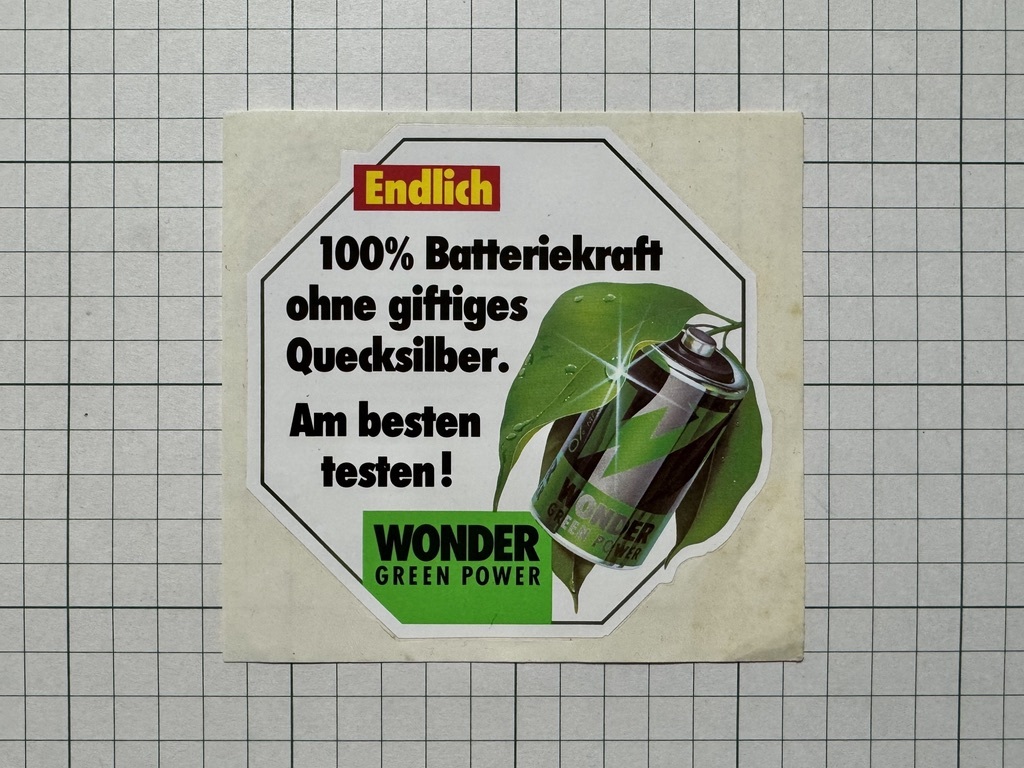 Endlich
100% Batteriekraft
ohne giftiges
Quecksilber.
Am besten
testen!
WONDER
GREEN POWER
WONDER
GREEN POWER